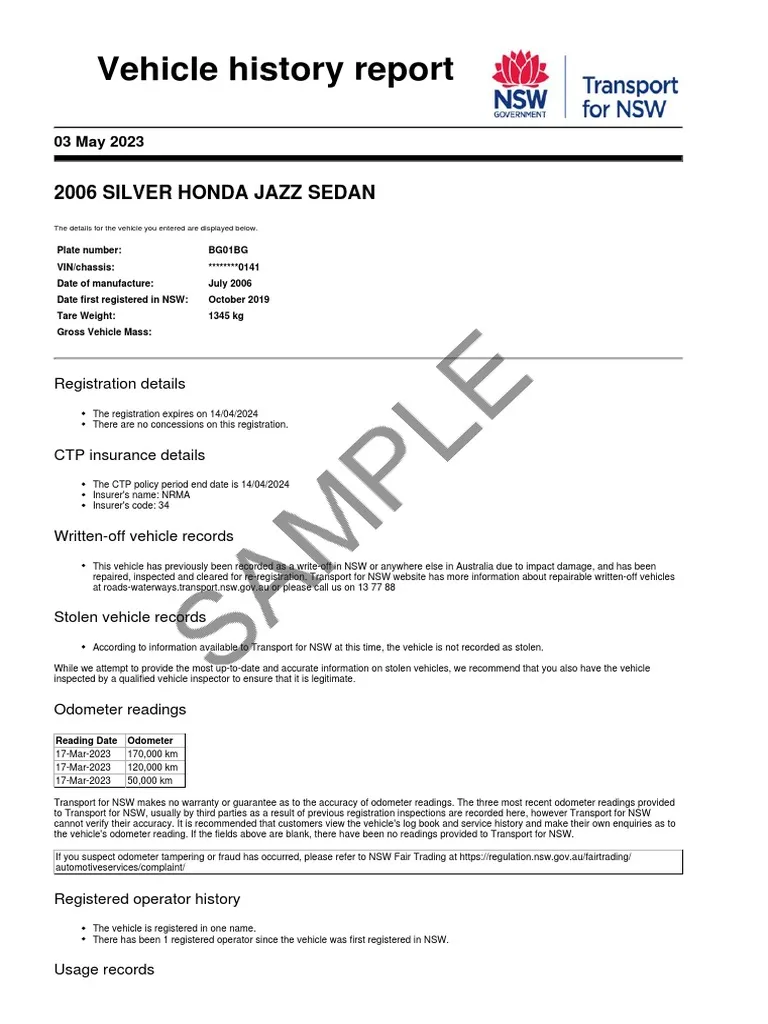 Vehicle history report
NSW
GOVERNMENT
Transport
for NSW
03 May 2023
2006 SILVER HONDA JAZZ SEDAN
The details for the vehicle you entered are displayed below.
Plate number: BG01BG
VIN/chassis: ********0141
Date of manufacture: July 2006
Date first registered in NSW: October 2019
Tare Weight: 1345 kg
Gross Vehicle Mass:
Registration details
• The registration expires on 14/04/2024
• There are no concessions on this registration.
CTP insurance details
• The CTP policy period end date is 14/04/2024
• Insurer's name: NRMA
• Insurer's code: 34
Written-off vehicle records
• This vehicle has previously been recorded as a write-off in NSW or anywhere else in Australia due to impact damage, and has been
repaired, inspected and cleared for re-registration. Transport for NSW website has more information about repairable written-off vehicles
at roads-waterways.transport.nsw.gov.au or please call us on 13 77 88
Stolen vehicle records
• According to information available to Transport for NSW at this time, the vehicle is not recorded as stolen.
While we attempt to provide the most up-to-date and accurate information on stolen vehicles, we recommend that you also have the vehicle
inspected by a qualified vehicle inspector to ensure that it is legitimate.
Odometer readings
Reading Date Odometer
17-Mar-2023 170,000 km
17-Mar-2023 120,000 km
17-Mar-2023 50,000 km
Transport for NSW makes no warranty or guarantee as to the accuracy of odometer readings. The three most recent odometer readings provided
to Transport for NSW, usually by third parties as a result of previous registration inspections are recorded here, however Transport for NSW
cannot verify their accuracy. It is recommended that customers view the vehicle's log book and service history and make their own enquiries as to
the vehicle's odometer reading. If the fields above are blank, there have been no readings provided to Transport for NSW.
If you suspect odometer tampering or fraud has occurred, please refer to NSW Fair Trading at https://regulation.nsw.gov.au/fairtrading/
automotiveservices/complaint/
Registered operator history
• The vehicle is registered in one name.
• There has been 1 registered operator since the vehicle was first registered in NSW.
Usage records
SAMPLE